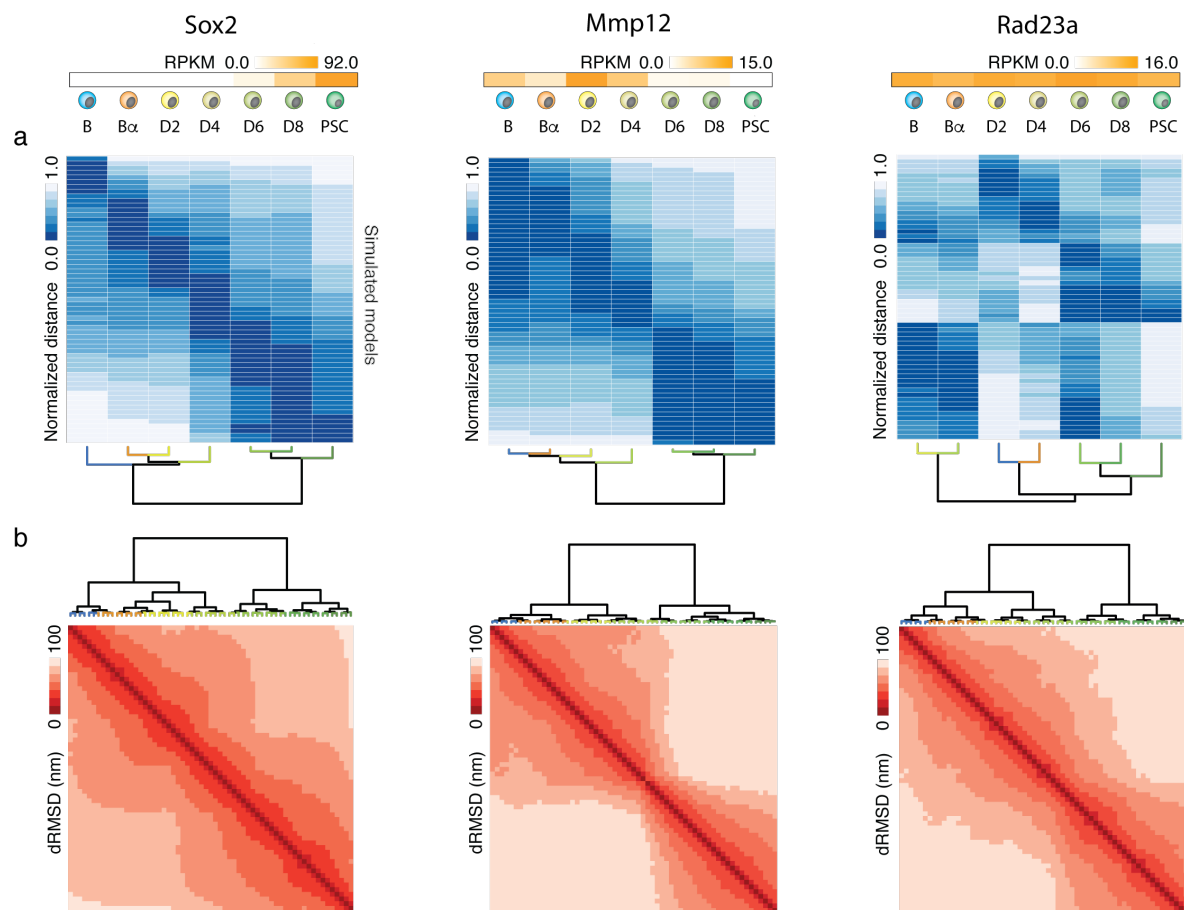 Sox2
Mmp12
Rad23a
RPKM 0.0 92.0
RPKM 0.0 15.0
RPKM 0.0 16.0
B Bα D2 D4 D6 D8 PSC
B Bα D2 D4 D6 D8 PSC
B Bα D2 D4 D6 D8 PSC
a
Normalized distance 0.0 1.0
Simulated models
Normalized distance 0.0 1.0
Normalized distance 0.0 1.0
b
dRMSD (nm) 0 100
dRMSD (nm) 0 100
dRMSD (nm) 0 100